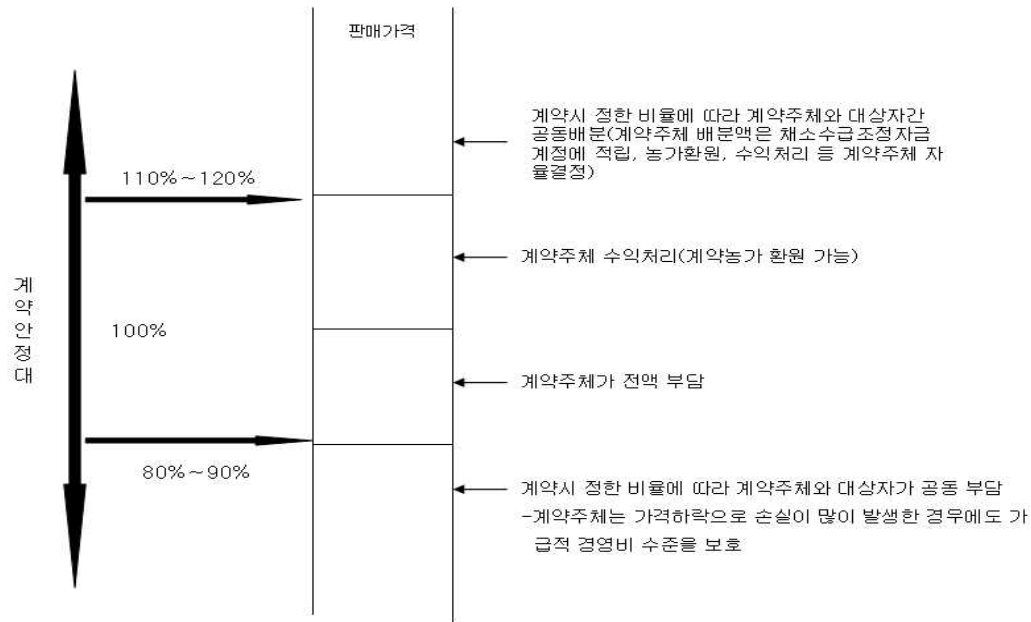 판매가격
계약시 정한 비율에 따라 계약주체와 대상자간
공동배분(계약주체 배분액은 채소수급조정자금
계정에 적립, 농가환원, 수익처리 등 계약주체 자
율결정)
110%~120%
계약주체 수익처리(계약농가 환원 가능)
계
약
안
정
대
100%
계약주체가 전액 부담
80%~90%
계약시 정한 비율에 따라 계약주체와 대상자가 공동 부담
-계약주체는 가격하락으로 손실이 많이 발생한 경우에도 가
급적 경영비 수준을 보호